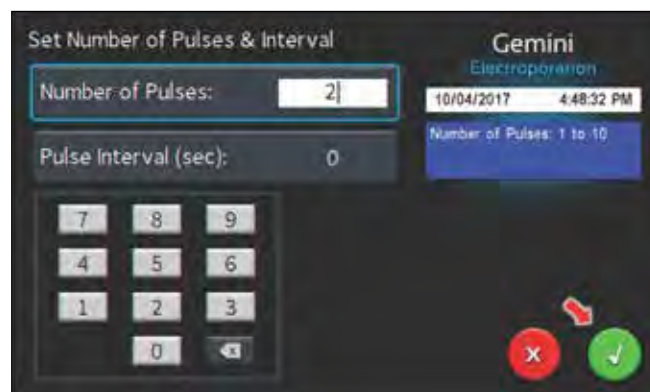 Set Number of Pulses & Interval
Number of Pulses: 2
Pulse Interval (sec): 0
7 8 9
4 5 6
1 2 3
0 x
Gemini
Electroporation
10/04/2017 4:48:32 PM
Number of Pulses: 1 to 10
X